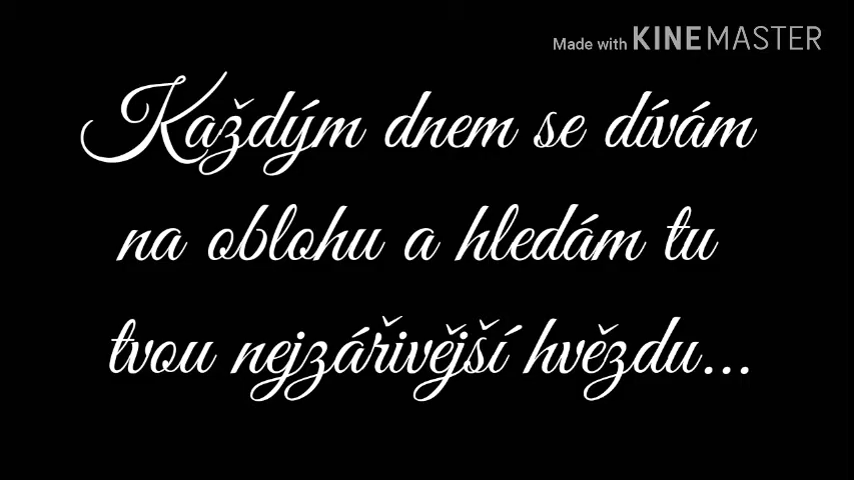 Made with KINEMASTER
Každým dnem se dívám
na oblohu a hledám tu
tvou nejzářivější hvězdu...